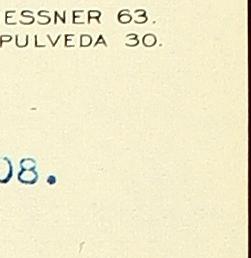 ESSNER 63.
PULVEDA 30.
08.